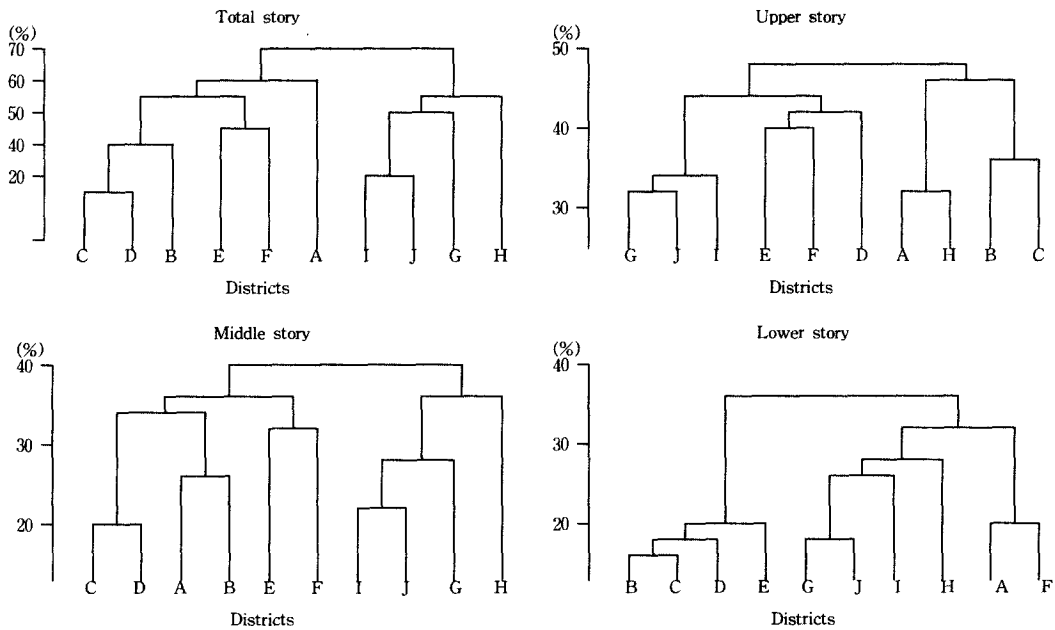 Total story
(%)
70
60
50
40
20
C D B E F A I J G H
Districts
Upper story
(%)
50
40
30
G J I E F D A H B C
Districts
Middle story
(%)
40
30
20
C D A B E F I J G H
Districts
Lower story
(%)
40
30
20
B C D E G J I H A F
Districts